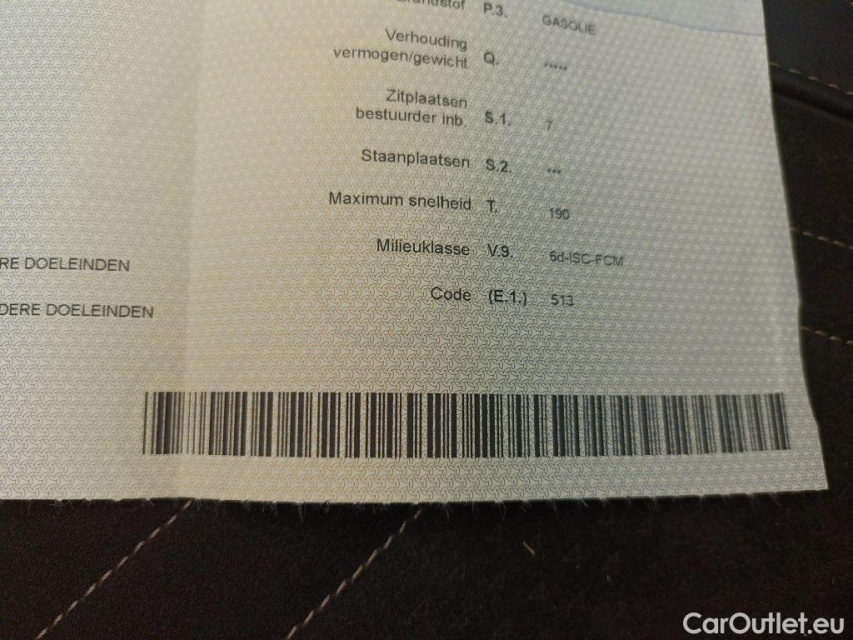 P.3. GASOLIE
Verhouding
vermogen/gewicht Q. *****
Zitplaatsen
bestuurder inb. S.1. 7
Staanplaatsen S.2. ***
Maximum snelheid T. 190
Milieuklasse V.9. 6d-ISC-FCM
RE DOELEINDEN
Code (E.1.) 513
DERE DOELEINDEN
CarOutlet.eu